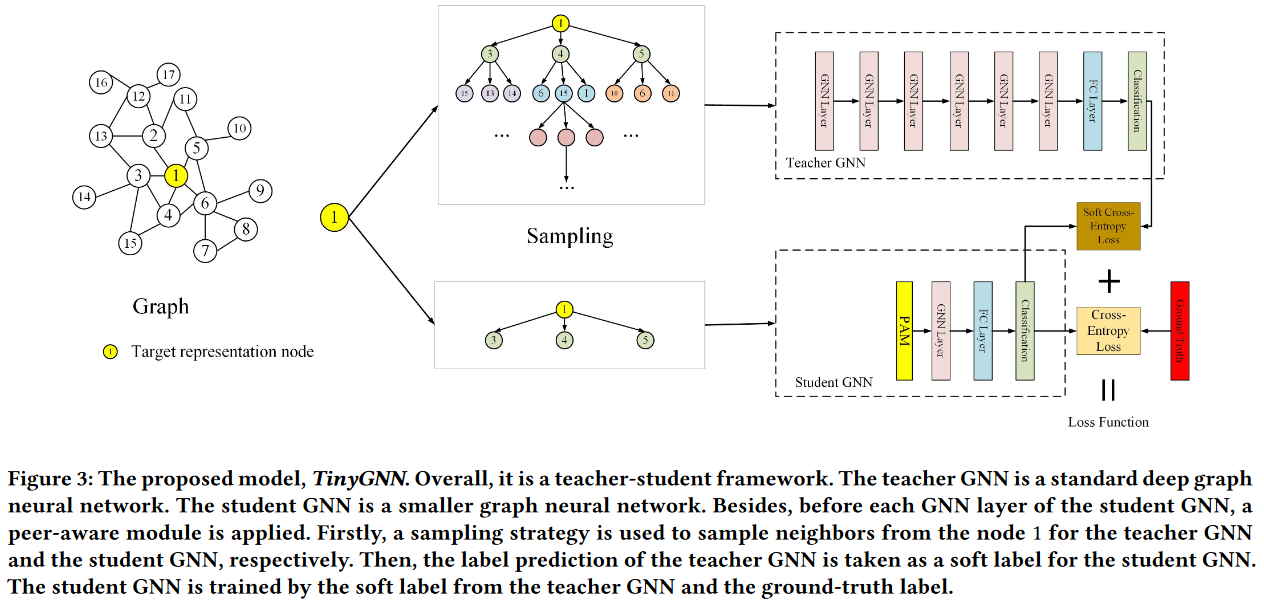 16
17
12
11
13
2
10
5
3
1
14
9
4
6
8
15
7
Graph
1 Target representation node
1
1
3 4 5
15 13 14 6 15 1 10 6 11
... ...
...
Sampling
1
3 4 5
GNN Layer
GNN Layer
GNN Layer
GNN Layer
GNN Layer
GNN Layer
FC Layer
Classification
Teacher GNN
Soft Cross-
Entropy
Loss
+
PAM
GNN Layer
FC Layer
Classification
Student GNN
Cross-
Entropy
Loss
Ground Truth
=
Loss Function
Figure 3: The proposed model, TinyGNN. Overall, it is a teacher-student framework. The teacher GNN is a standard deep graph
neural network. The student GNN is a smaller graph neural network. Besides, before each GNN layer of the student GNN, a
peer-aware module is applied. Firstly, a sampling strategy is used to sample neighbors from the node 1 for the teacher GNN
and the student GNN, respectively. Then, the label prediction of the teacher GNN is taken as a soft label for the student GNN.
The student GNN is trained by the soft label from the teacher GNN and the ground-truth label.